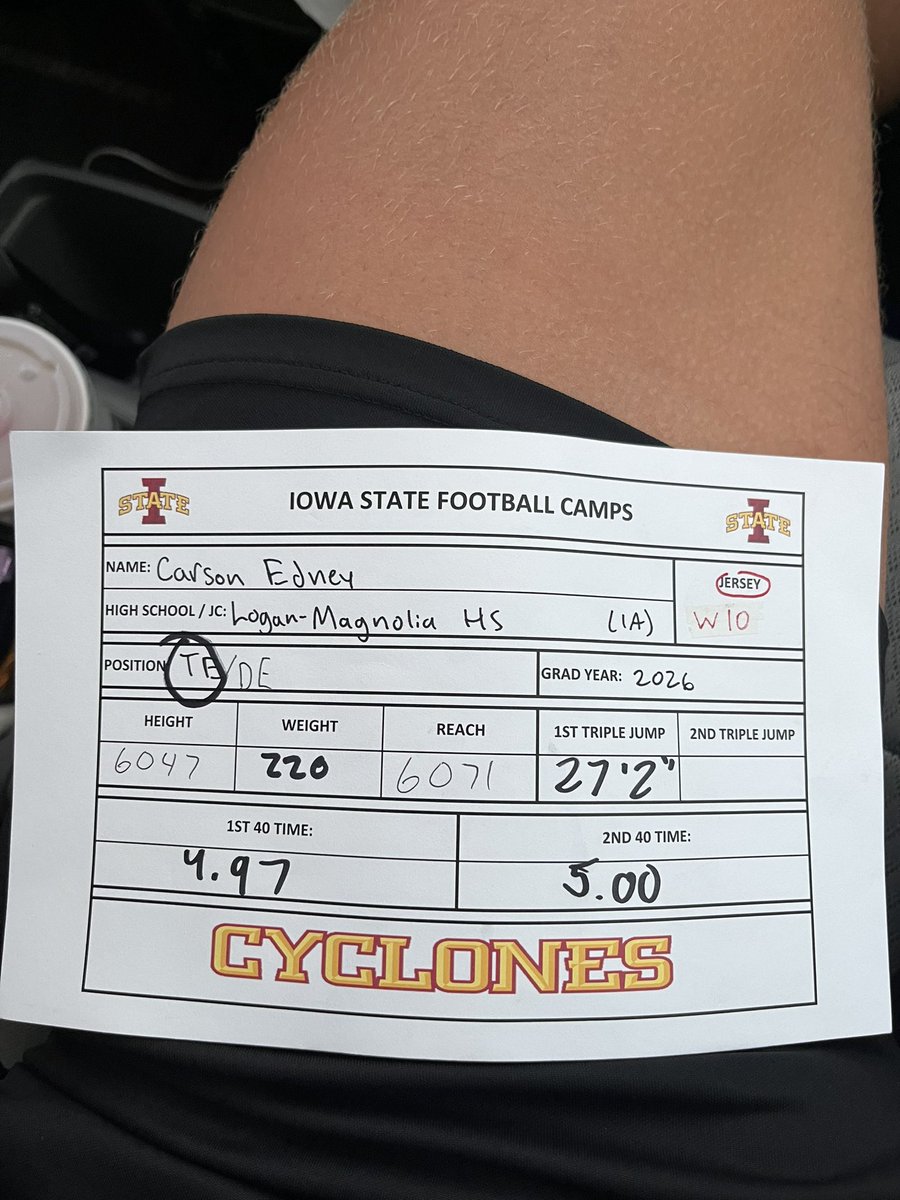 I
STATE
IOWA STATE FOOTBALL CAMPS
I
STATE
NAME: Carson Edney
JERSEY
HIGH SCHOOL / JC: Logan-Magnolia HS (IA)
W10
POSITION TE/DE
GRAD YEAR: 2026
HEIGHT WEIGHT REACH 1ST TRIPLE JUMP 2ND TRIPLE JUMP
6047 220 6071 27'2"
1ST 40 TIME: 2ND 40 TIME:
4.97 5.00
CYCLONES